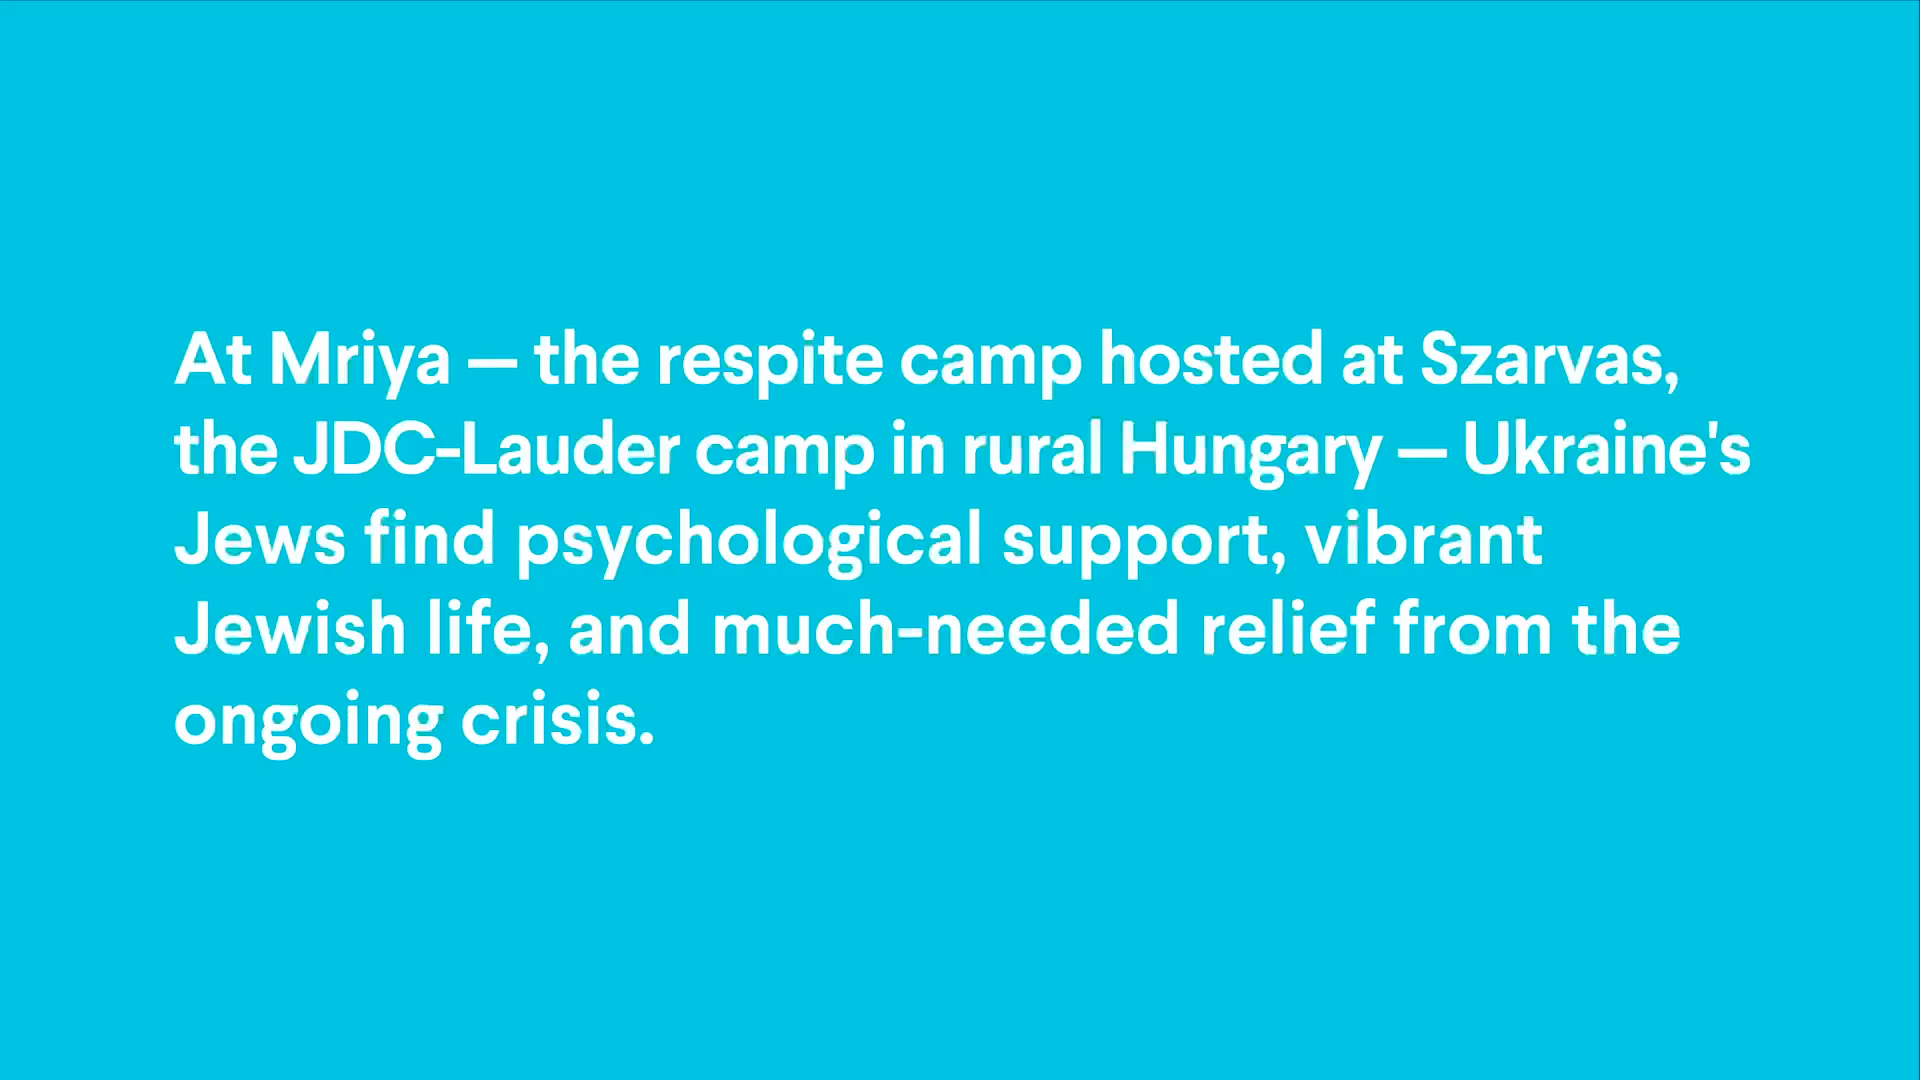 At Mriya — the respite camp hosted at Szarvas,
the JDC-Lauder camp in rural Hungary — Ukraine's
Jews find psychological support, vibrant
Jewish life, and much-needed relief from the
ongoing crisis.